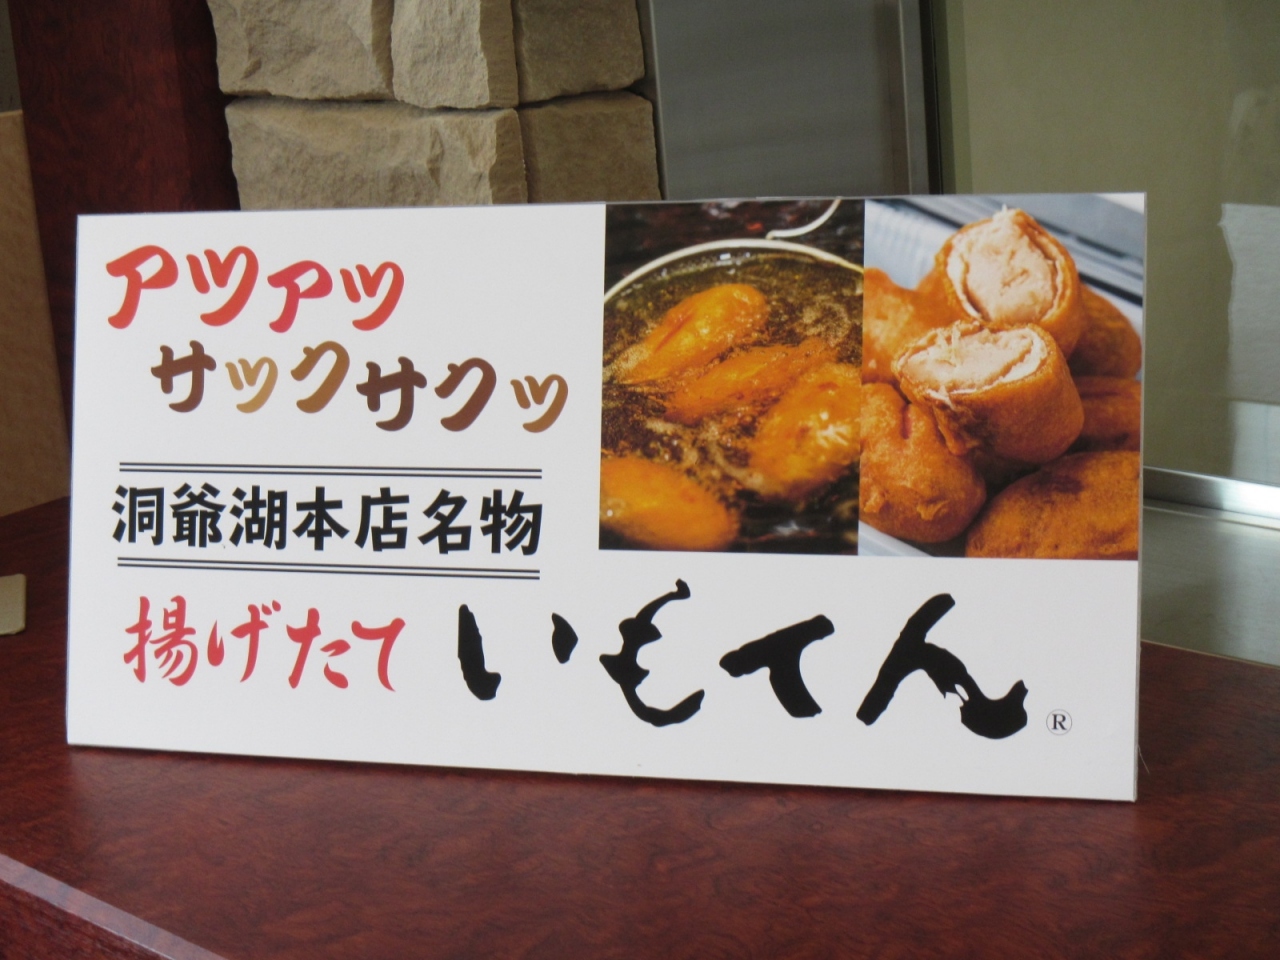 アツアツ
サックサクッ
洞爺湖本店名物
揚げたて いもてん®